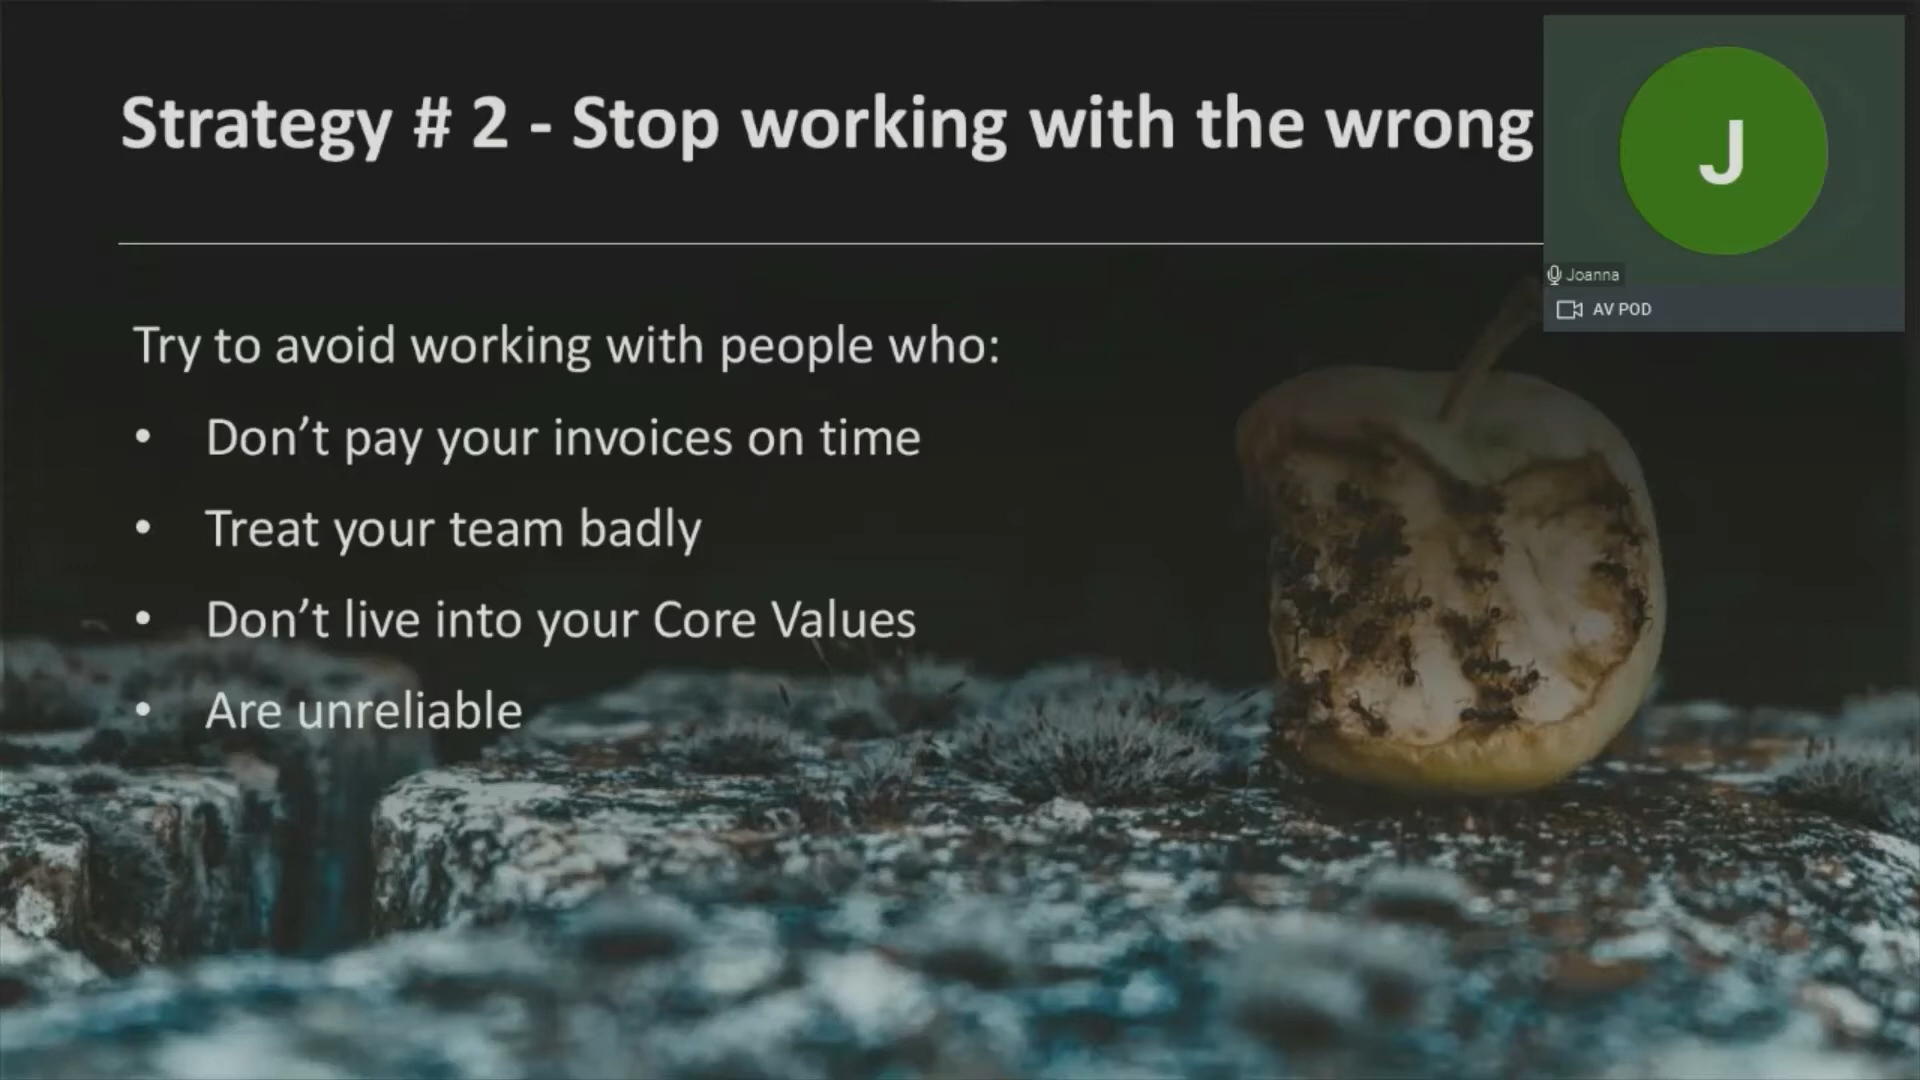 Strategy # 2 - Stop working with the wrong
J
Joanna
AV POD
Try to avoid working with people who:
• Don’t pay your invoices on time
• Treat your team badly
• Don’t live into your Core Values
• Are unreliable